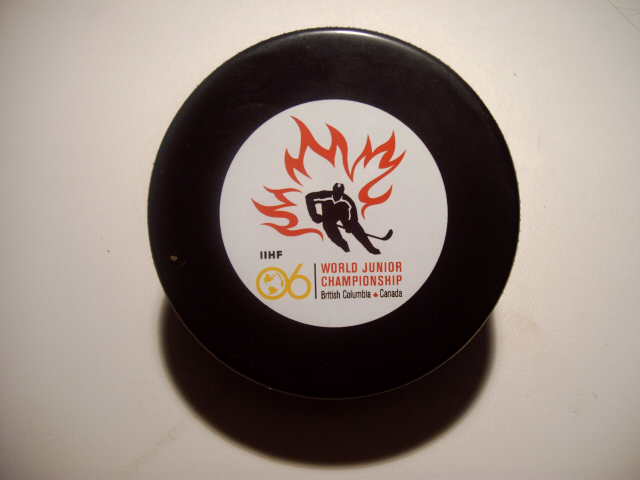 IIHF
06
WORLD JUNIOR
CHAMPIONSHIP
British Columbia Canada